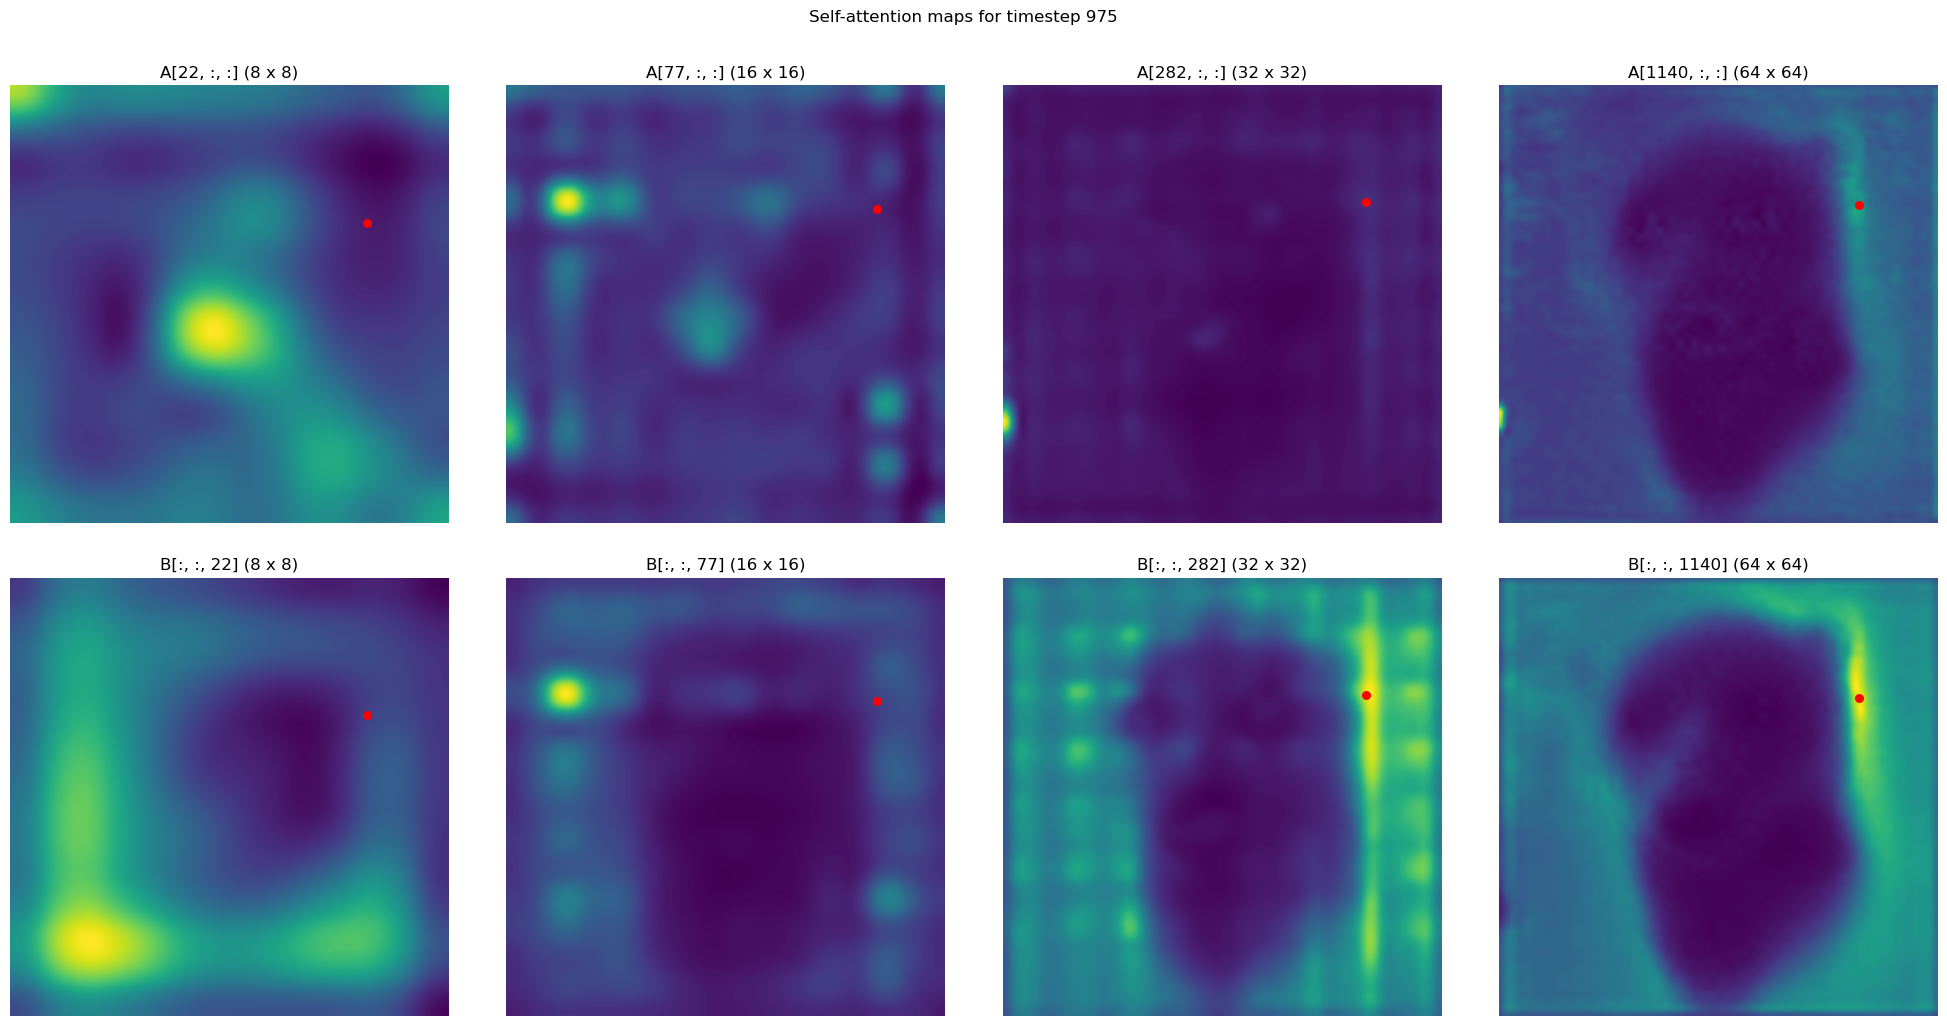 Self-attention maps for timestep 975
A[22, :, :] (8 x 8)
A[77, :, :] (16 x 16)
A[282, :, :] (32 x 32)
A[1140, :, :] (64 x 64)
B[:, :, 22] (8 x 8)
B[:, :, 77] (16 x 16)
B[:, :, 282] (32 x 32)
B[:, :, 1140] (64 x 64)